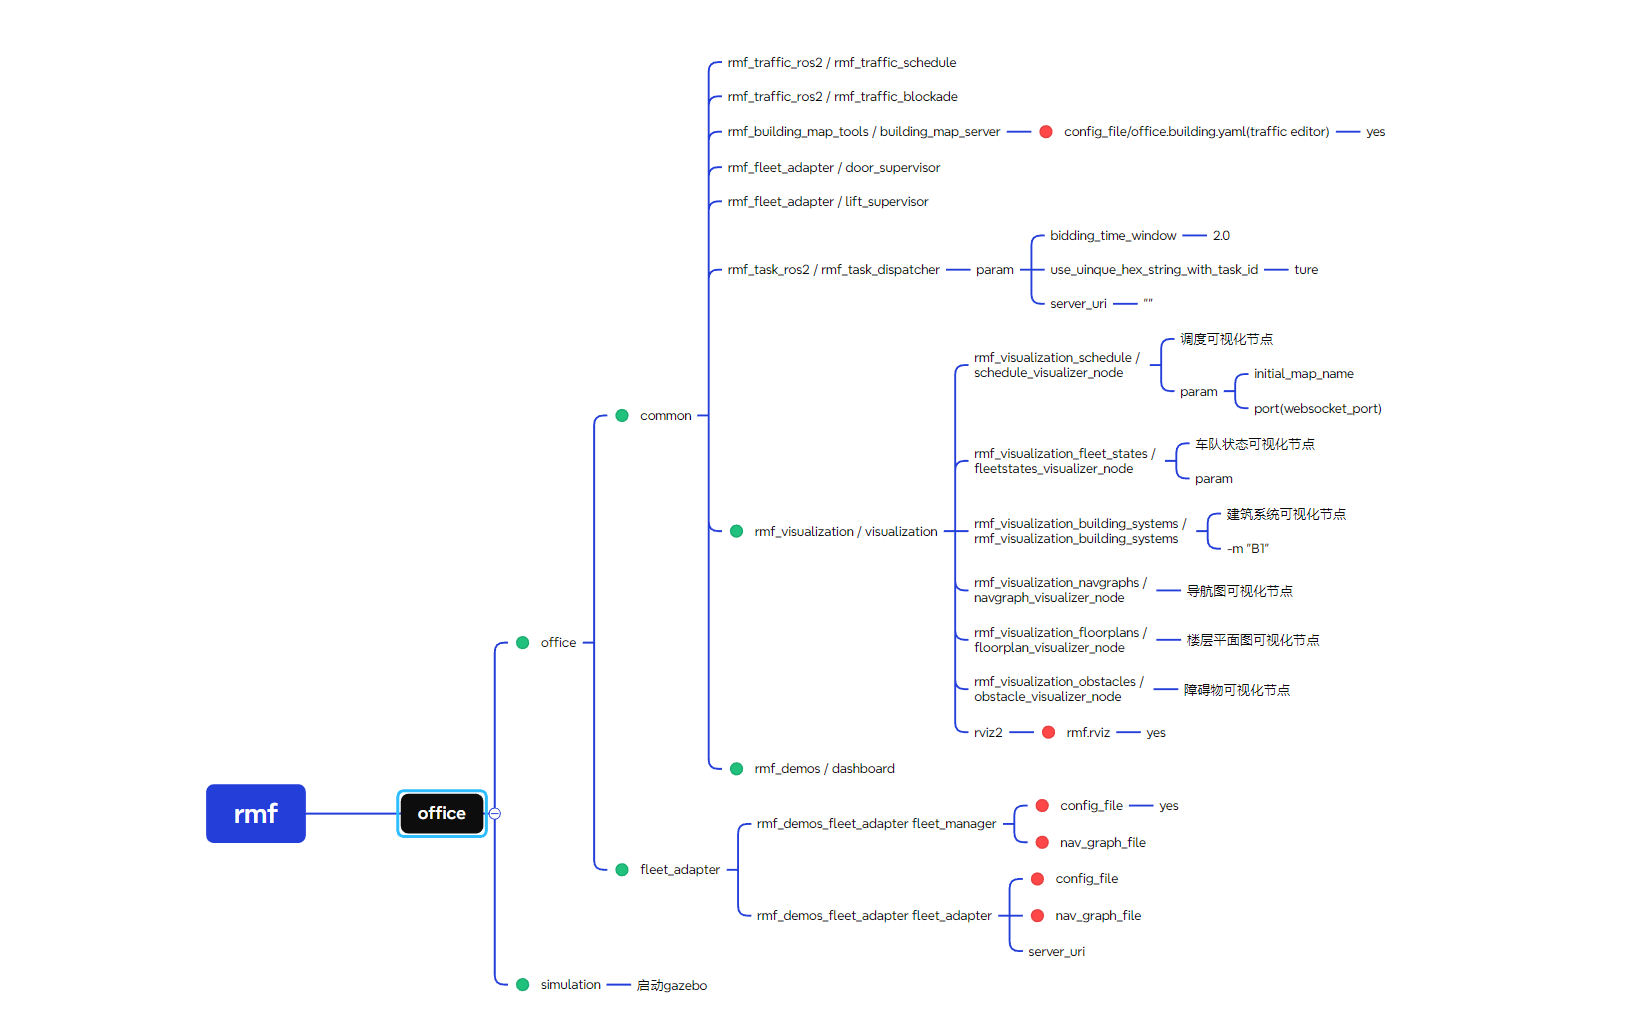 rmf
office
office
common
rmf_traffic_ros2 / rmf_traffic_schedule
rmf_traffic_ros2 / rmf_traffic_blockade
rmf_building_map_tools / building_map_server
config_file/office.building.yaml(traffic editor)
yes
rmf_fleet_adapter / door_supervisor
rmf_fleet_adapter / lift_supervisor
rmf_task_ros2 / rmf_task_dispatcher
param
bidding_time_window
2.0
use_uinque_hex_string_with_task_id
ture
server_uri
""
rmf_visualization / visualization
rmf_visualization_schedule /
schedule_visualizer_node
调度可视化节点
param
initial_map_name
port(websocket_port)
rmf_visualization_fleet_states /
fleetstates_visualizer_node
车队状态可视化节点
param
rmf_visualization_building_systems /
rmf_visualization_building_systems
建筑系统可视化节点
-m "B1"
rmf_visualization_navgraphs /
navgraph_visualizer_node
导航图可视化节点
rmf_visualization_floorplans /
floorplan_visualizer_node
楼层平面图可视化节点
rmf_visualization_obstacles /
obstacle_visualizer_node
障碍物可视化节点
rviz2
rmf.rviz
yes
rmf_demos / dashboard
fleet_adapter
rmf_demos_fleet_adapter fleet_manager
config_file
yes
nav_graph_file
rmf_demos_fleet_adapter fleet_adapter
config_file
nav_graph_file
server_uri
simulation
启动gazebo